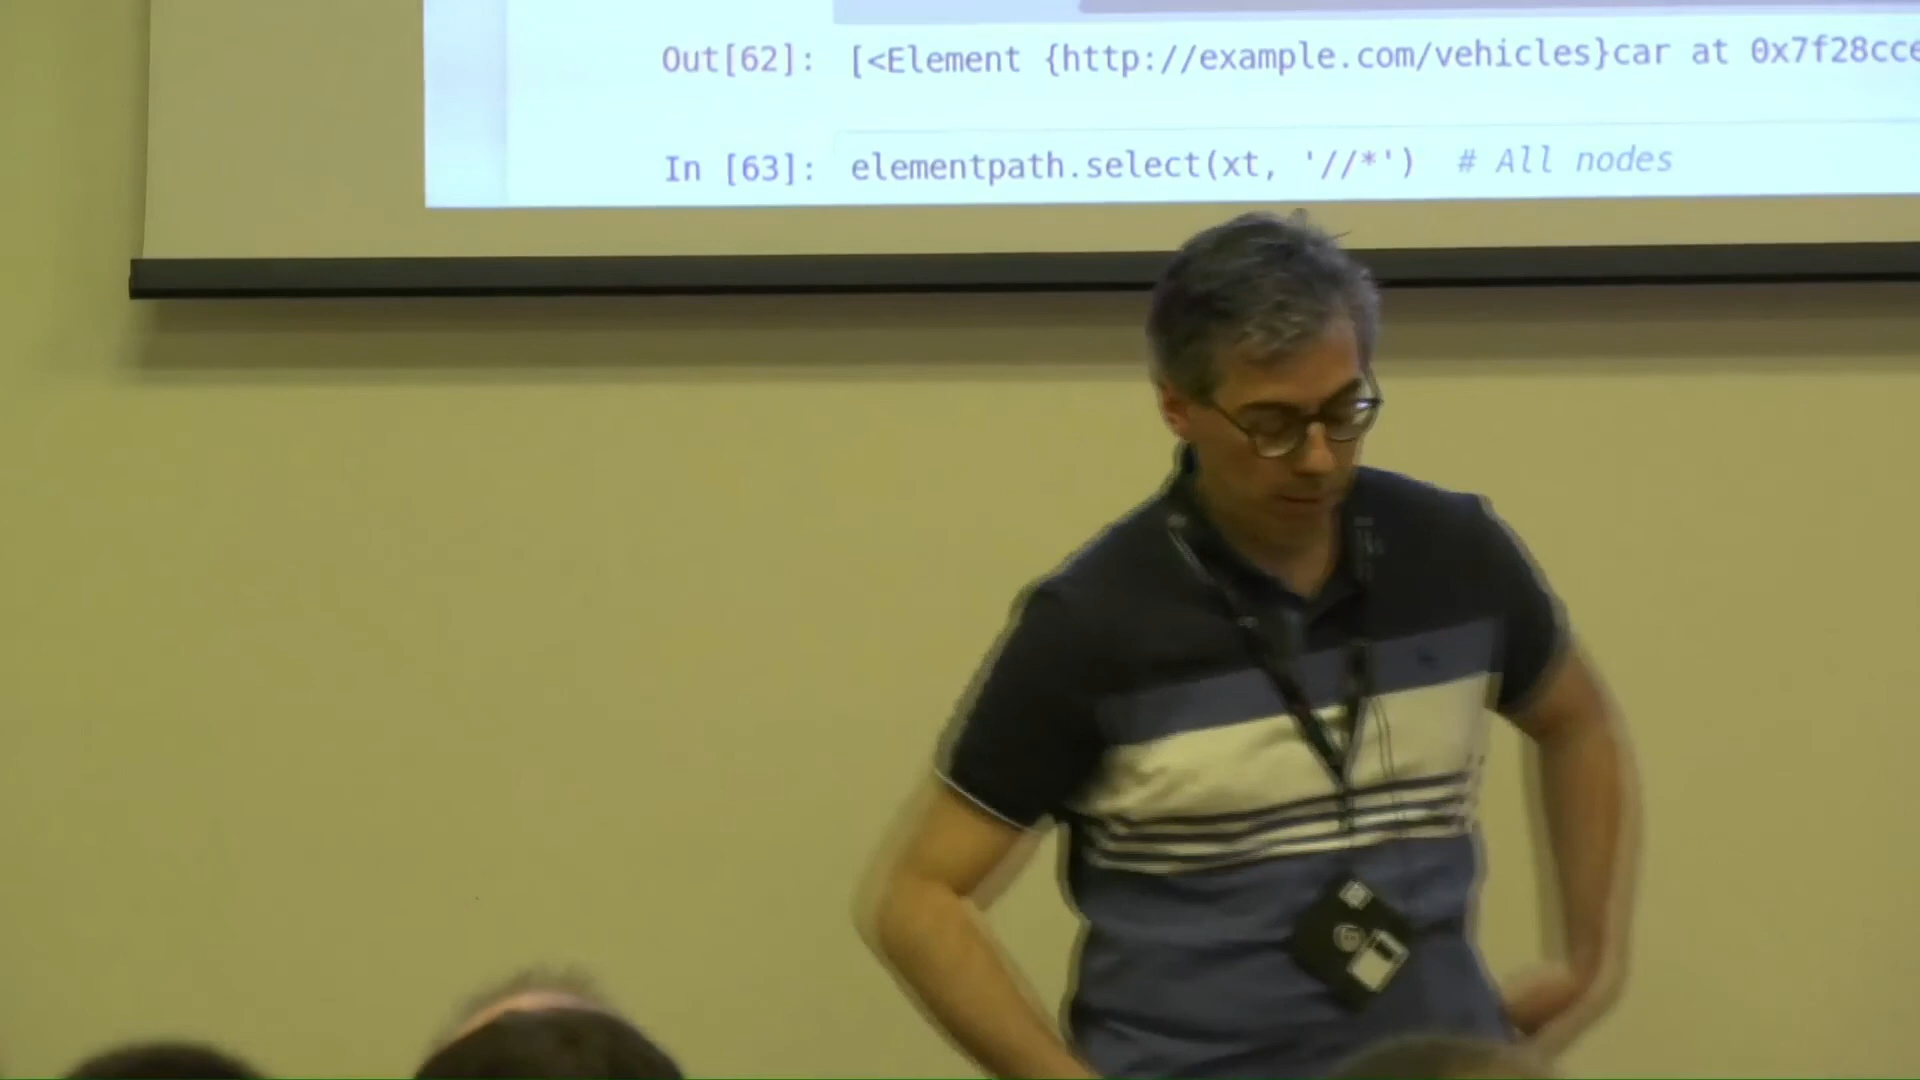 Out[62]: [<Element {http://example.com/vehicles}car at 0x7f28cce
In [63]: elementpath.select(xt, '//*') # All nodes